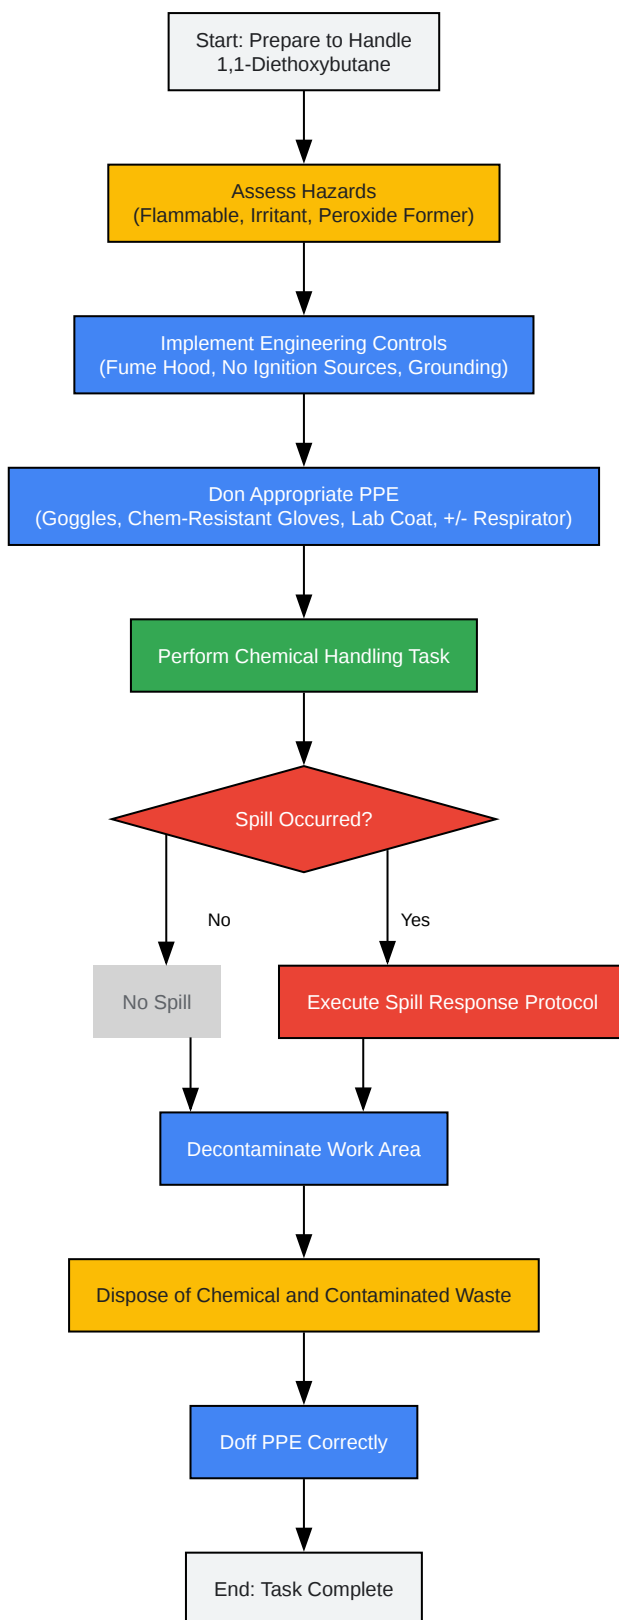 Start: Prepare to Handle
1,1-Diethoxybutane
Assess Hazards
(Flammable, Irritant, Peroxide Former)
Implement Engineering Controls
(Fume Hood, No Ignition Sources, Grounding)
Don Appropriate PPE
(Goggles, Chem-Resistant Gloves, Lab Coat, +/- Respirator)
Perform Chemical Handling Task
Spill Occurred?
No
Yes
No Spill
Execute Spill Response Protocol
Decontaminate Work Area
Dispose of Chemical and Contaminated Waste
Doff PPE Correctly
End: Task Complete